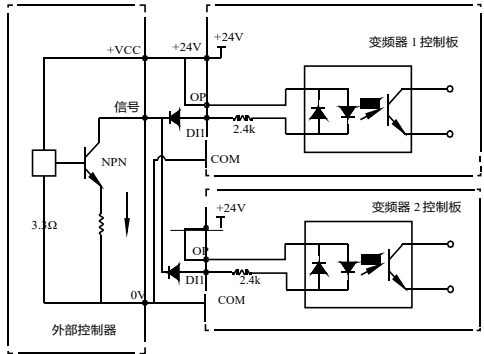 +24V
+VCC
+24V
变频器 1 控制板
OP
信号
DI1
2.4k
NPN
COM
+24V
变频器 2 控制板
3.3Ω
OP
DI1
2.4k
0V
COM
外部控制器